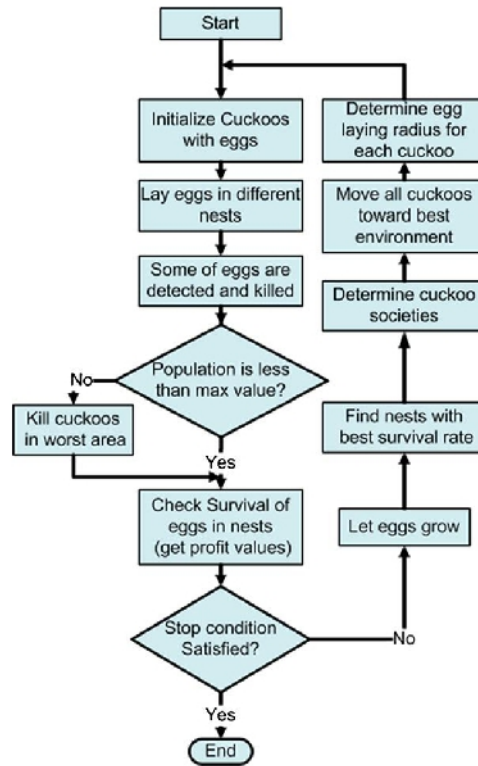 Start
Initialize Cuckoos
with eggs
Lay eggs in different
nests
Some of eggs are
detected and killed
Population is less
than max value?
No
Kill cuckoos
in worst area
Yes
Check Survival of
eggs in nests
(get profit values)
Stop condition
Satisfied?
No
Yes
End
Let eggs grow
Find nests with
best survival rate
Determine cuckoo
societies
Move all cuckoos
toward best
environment
Determine egg
laying radius for
each cuckoo